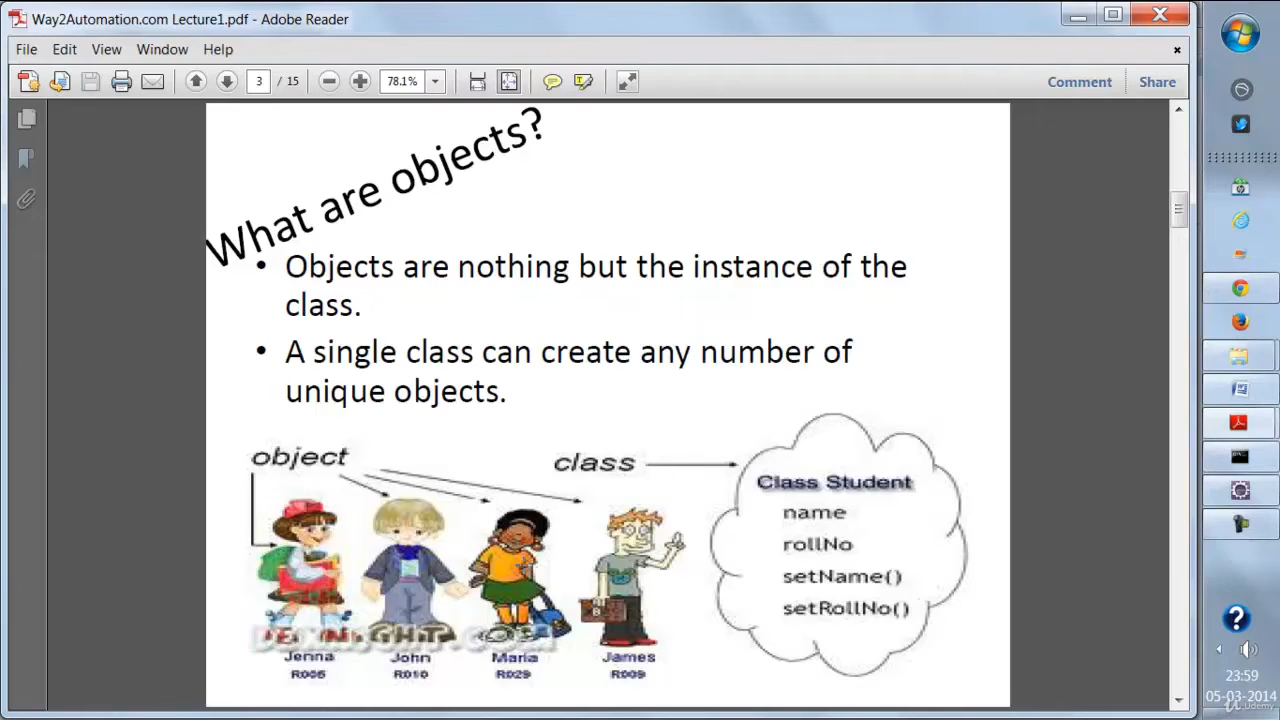 Way2Automation.com Lecture1.pdf - Adobe Reader
File Edit View Window Help
3 / 15 78.1% Comment Share
What are objects?
• Objects are nothing but the instance of the
class.
• A single class can create any number of
unique objects.
object class
Class Student
name
rollNo
setName()
setRollNo()
Jenna John Maria James
R005 R010 R029 R009
23:59
05-03-2014
Udemy